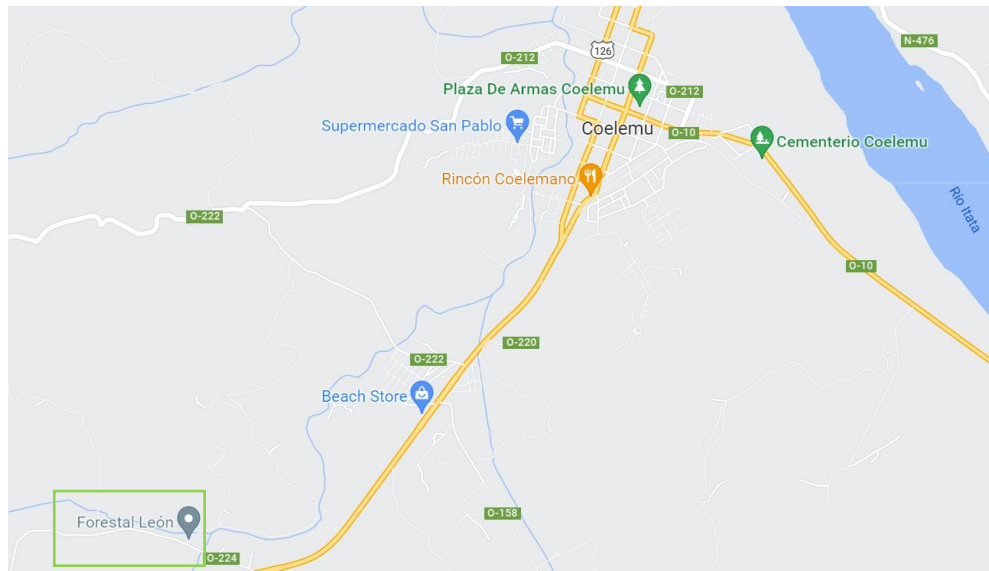 N-476
126
O-212
Plaza De Armas Coelemu
O-212
Supermercado San Pablo
Coelemu
O-10
Cementerio Coelemu
Rincón Coelemano
Río Itata
O-222
O-10
O-220
O-222
Beach Store
Forestal León
O-158
O-224